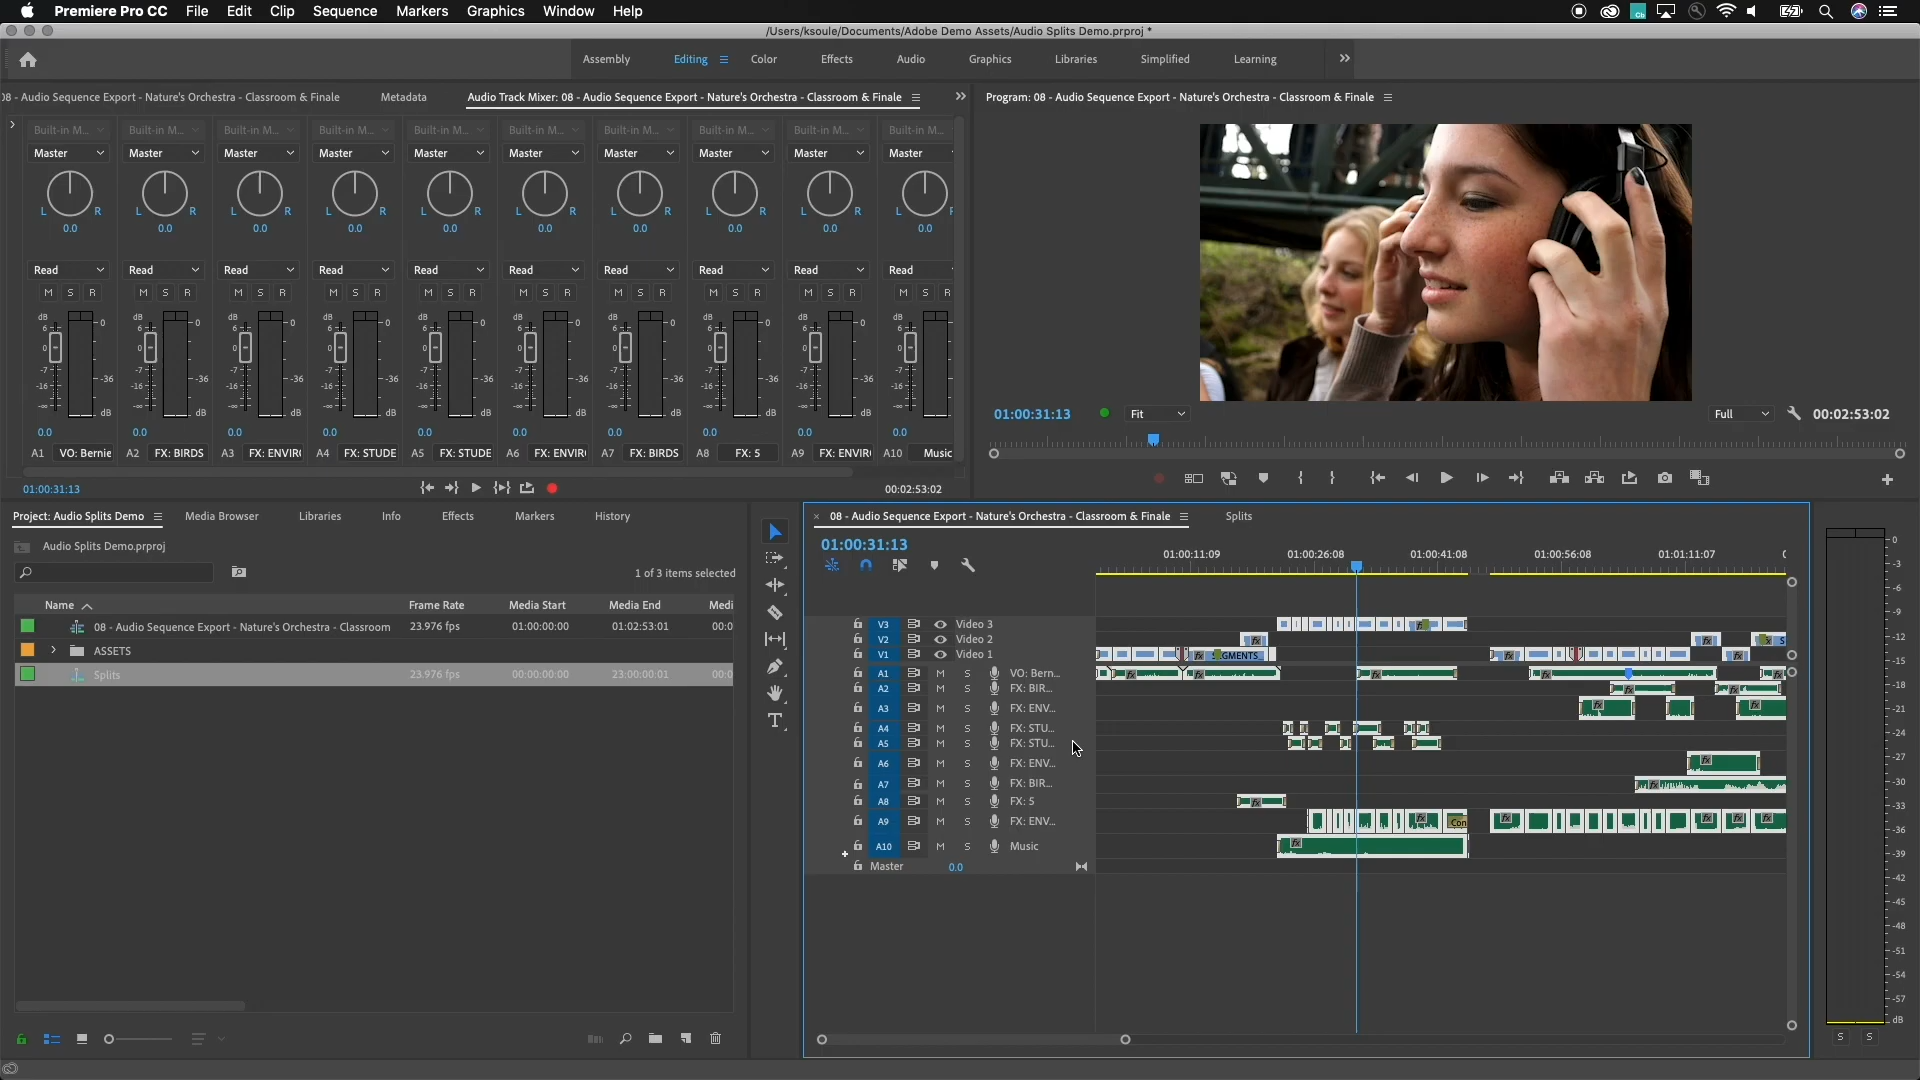 Premiere Pro CC File Edit Clip Sequence Markers Graphics Window Help
/Users/ksoule/Documents/Adobe Demo Assets/Audio Splits Demo.prproj *
Assembly Editing Color Effects Audio Graphics Libraries Simplified Learning
08 - Audio Sequence Export - Nature's Orchestra - Classroom & Finale Metadata Audio Track Mixer: 08 - Audio Sequence Export - Nature's Orchestra - Classroom & Finale
Program: 08 - Audio Sequence Export - Nature's Orchestra - Classroom & Finale
Built-in M... Built-in M... Built-in M... Built-in M... Built-in M... Built-in M... Built-in M... Built-in M... Built-in M... Built-in M...
Master Master Master Master Master Master Master Master Master Master
L R L R L R L R L R L R L R L R L R L R
0.0 0.0 0.0 0.0 0.0 0.0 0.0 0.0 0.0 0.0
Read Read Read Read Read Read Read Read Read Read
M S R M S R M S R M S R M S R M S R M S R M S R M S R M S R
0.0 0.0 0.0 0.0 0.0 0.0 0.0 0.0 0.0 0.0
A1 VO: Bernie A2 FX: BIRDS A3 FX: ENVIR( A4 FX: STUDE A5 FX: STUDE A6 FX: ENVIR( A7 FX: BIRDS A8 FX: 5 A9 FX: ENVIR( A10 Music
01:00:31:13 00:02:53:02
01:00:31:13 Fit Full 00:02:53:02
Project: Audio Splits Demo Media Browser Libraries Info Effects Markers History
Audio Splits Demo.prproj
1 of 3 items selected
Name Frame Rate Media Start Media End Medi
08 - Audio Sequence Export - Nature's Orchestra - Classroom 23.976 fps 01:00:00:00 01:02:53:01 00:0
ASSETS
Splits 23.976 fps 00:00:00:00 23:00:00:01 00:0
08 - Audio Sequence Export - Nature's Orchestra - Classroom & Finale Splits
01:00:31:13
01:00:11:09 01:00:26:08 01:00:41:08 01:00:56:08 01:01:11:07
V3 Video 3
V2 Video 2
V1 Video 1
A1 M S VO: Bern...
A2 M S FX: BIR...
A3 M S FX: ENV...
A4 M S FX: STU...
A5 M S FX: STU...
A6 M S FX: ENV...
A7 M S FX: BIR...
A8 M S FX: 5
A9 M S FX: ENV... Con
A10 M S Music
Master 0.0
0
-3
-6
-9
-12
-15
-18
-21
-24
-27
-30
-33
-36
-39
-42
-45
-48
-51
-54
-57
dB
S S